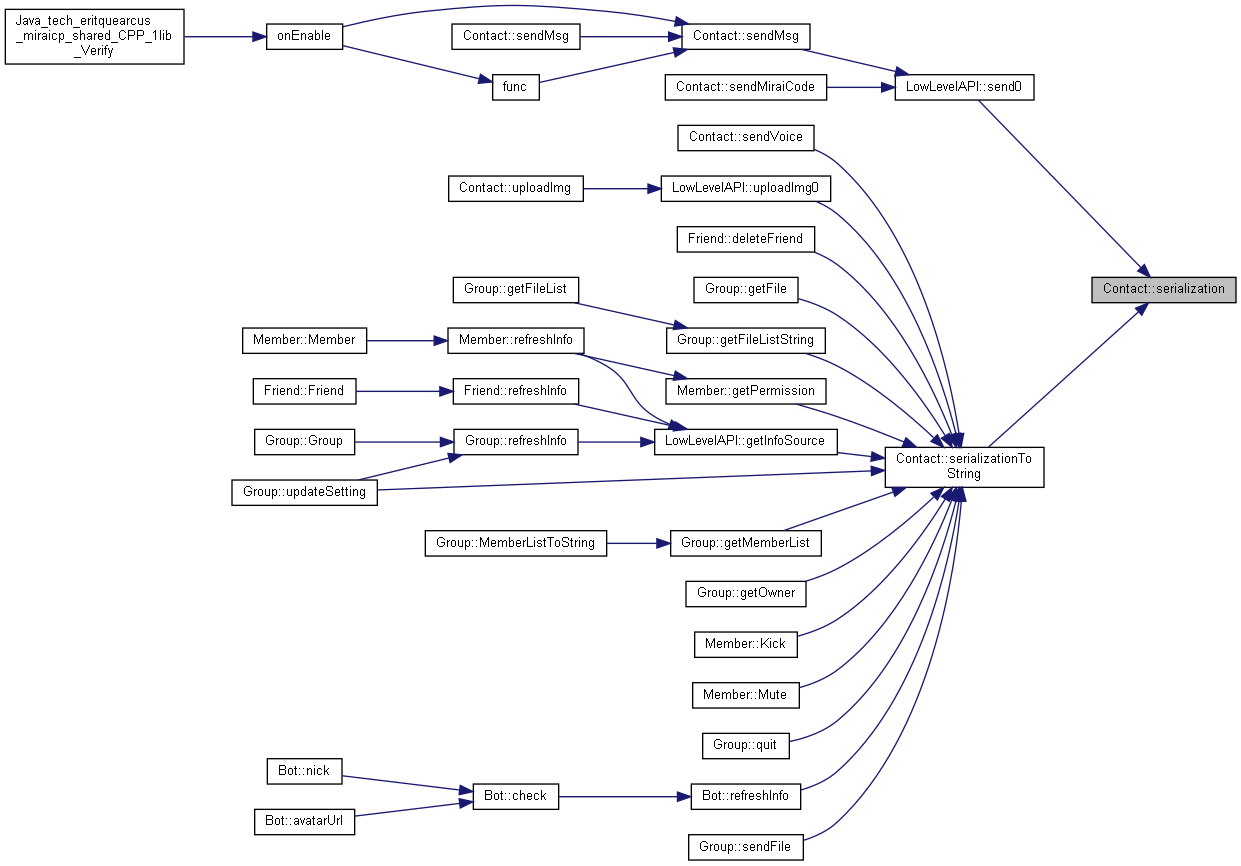 Java_tech_eritquearcus
_miraicp_shared_CPP_1lib
_Verify
onEnable
Contact::sendMsg
Contact::sendMsg
func
Contact::sendMiraiCode
LowLevelAPI::send0
Contact::sendVoice
Contact::uploadImg
LowLevelAPI::uploadImg0
Friend::deleteFriend
Group::getFileList
Group::getFile
Contact::serialization
Member::Member
Member::refreshInfo
Group::getFileListString
Friend::Friend
Friend::refreshInfo
Member::getPermission
Group::Group
Group::refreshInfo
LowLevelAPI::getInfoSource
Contact::serializationTo
String
Group::updateSetting
Group::MemberListToString
Group::getMemberList
Group::getOwner
Member::Kick
Member::Mute
Group::quit
Bot::nick
Bot::check
Bot::refreshInfo
Bot::avatarUrl
Group::sendFile